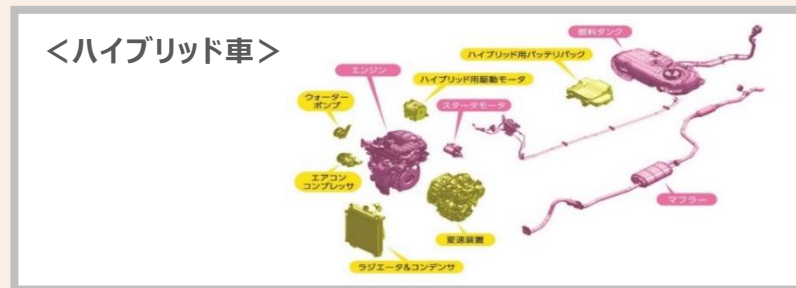 ＜ハイブリッド車＞
燃料タンク
ハイブリッド用バッテリパック
エンジン
ハイブリッド用駆動モータ
ウォーター
ポンプ
スタータモータ
エアコン
コンプレッサ
マフラー
変速装置
ラジエータ&コンデンサ